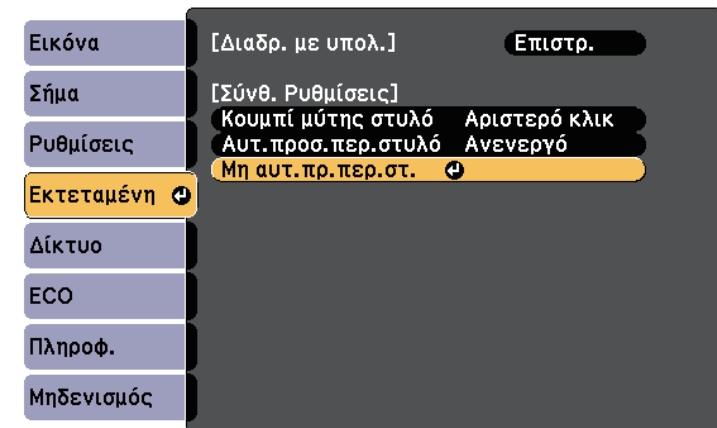 Εικόνα
Σήμα
Ρυθμίσεις
Εκτεταμένη
Δίκτυο
ECO
Πληροφ.
Μηδενισμός
[Διαδρ. με υπολ.] Επιστρ.
[Σύνθ. Ρυθμίσεις]
Κουμπί μύτης στυλό Αριστερό κλικ
Αυτ.προσ.περ.στυλό Ανενεργό
Μη αυτ.πρ.περ.στ.